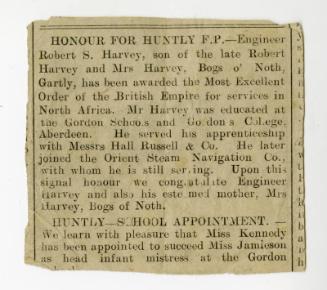 HONOUR FOR HUNTLY F.P.—Engineer
Robert S. Harvey, son of the late Robert
Harvey and Mrs Harvey, Bogs o' Noth,
Gartly, has been awarded the Most Excellent
Order of the British Empire for services in
North Africa. Mr Harvey was educated at
the Gordon Schools and Gordon's College,
Aberdeen. He served his apprenticeship
with Messrs Hall Russell & Co. He later
joined the Orient Steam Navigation Co.,
with whom he is still serving. Upon this
signal honour we congratulate Engineer
Harvey and also his esteemed mother, Mrs
Harvey, Bogs of Noth.
HUNTLY—SCHOOL APPOINTMENT. —
We learn with pleasure that Miss Kennedy
has been appointed to succeed Miss Jamieson
as head infant mistress at the Gordon